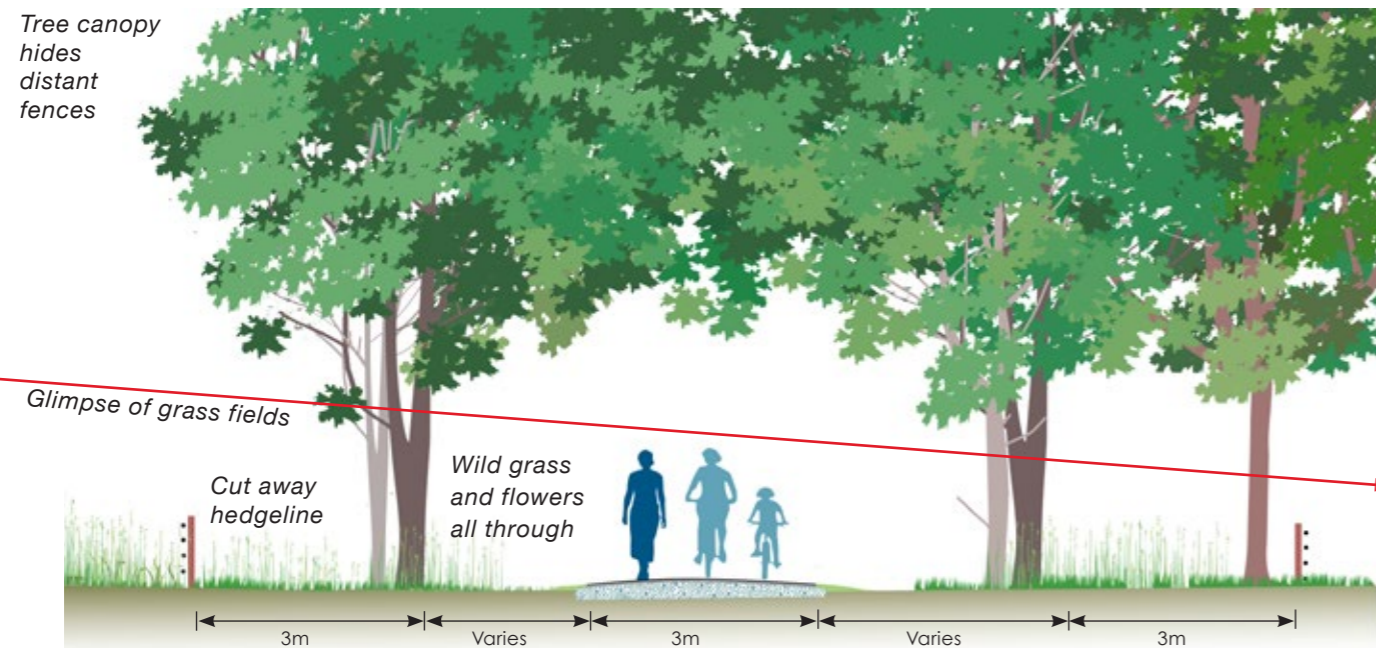 Tree canopy
hides
distant
fences
Glimpse of grass fields
Cut away
hedgeline
Wild grass
and flowers
all through
3m
Varies
3m
Varies
3m